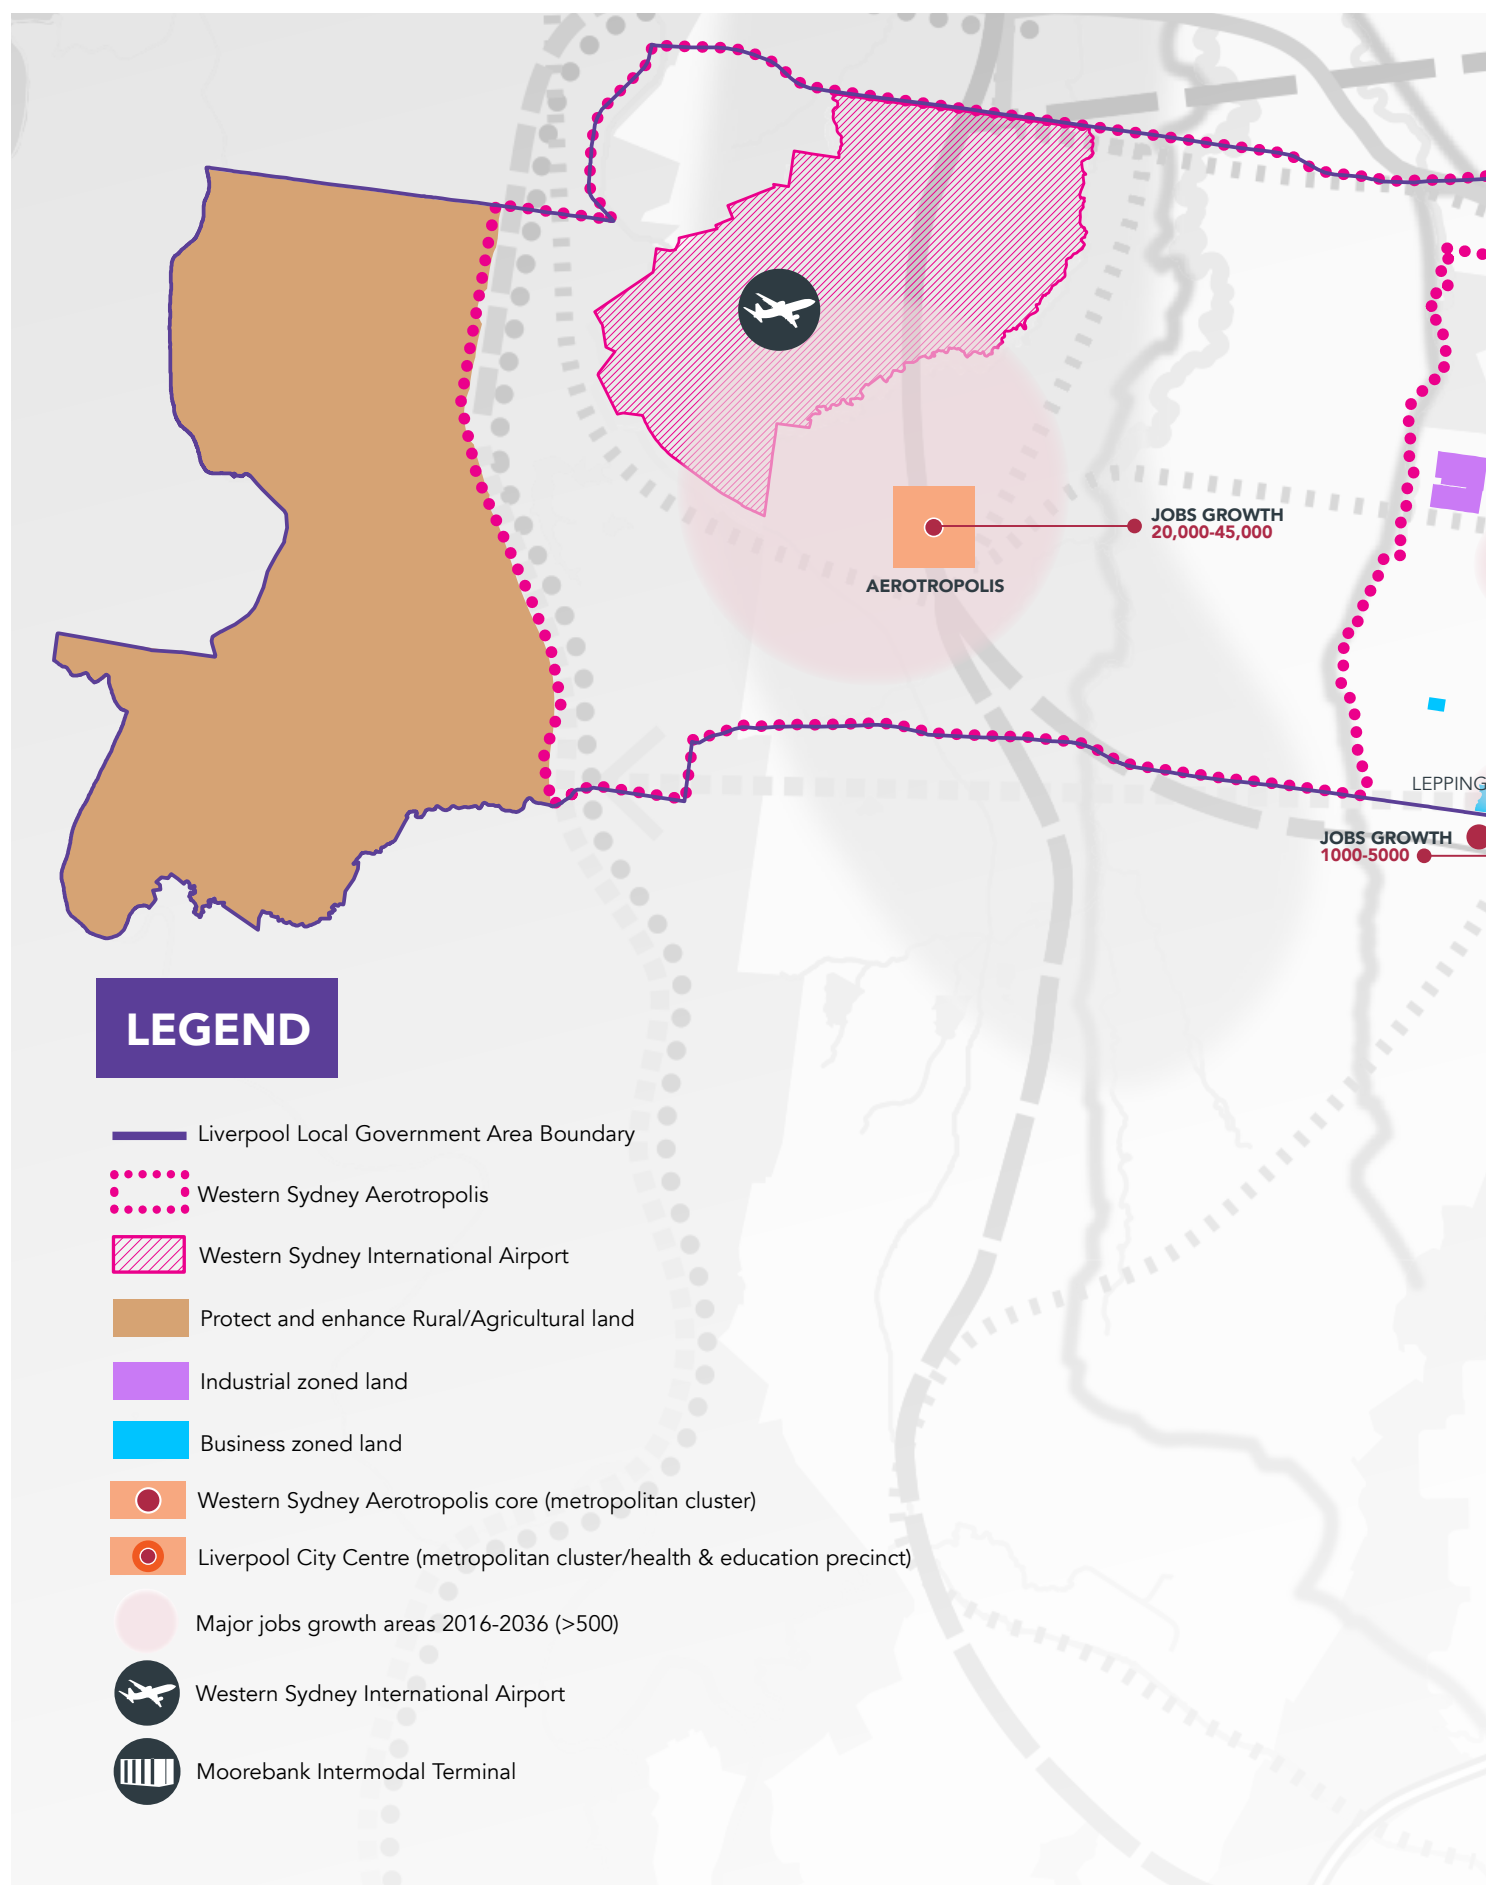 JOBS GROWTH
20,000-45,000
AEROTROPOLIS
LEPPING
JOBS GROWTH
1000-5000
LEGEND
Liverpool Local Government Area Boundary
Western Sydney Aerotropolis
Western Sydney International Airport
Protect and enhance Rural/Agricultural land
Industrial zoned land
Business zoned land
Western Sydney Aerotropolis core (metropolitan cluster)
Liverpool City Centre (metropolitan cluster/health & education precinct)
Major jobs growth areas 2016-2036 (>500)
Western Sydney International Airport
Moorebank Intermodal Terminal